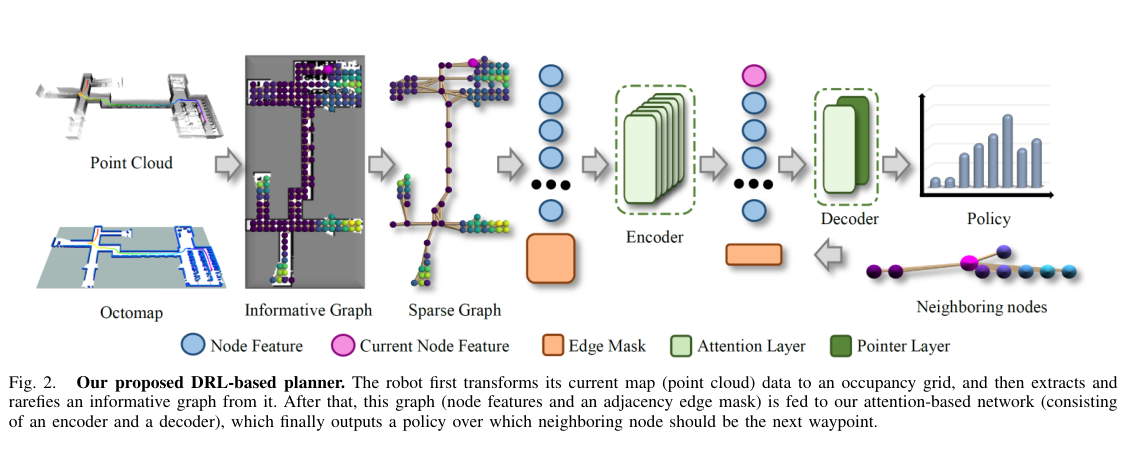 Point Cloud
Octomap
Informative Graph
Sparse Graph
Encoder
Decoder
Policy
Neighboring nodes
Node Feature
Current Node Feature
Edge Mask
Attention Layer
Pointer Layer
Fig. 2. Our proposed DRL-based planner. The robot first transforms its current map (point cloud) data to an occupancy grid, and then extracts and
rarefies an informative graph from it. After that, this graph (node features and an adjacency edge mask) is fed to our attention-based network (consisting
of an encoder and a decoder), which finally outputs a policy over which neighboring node should be the next waypoint.